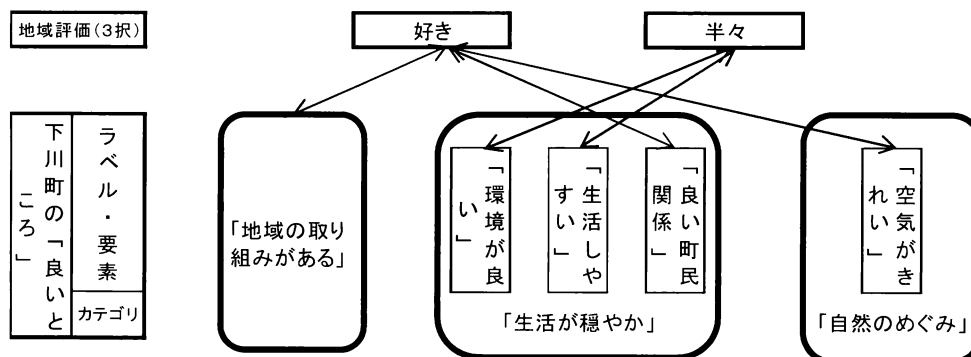 地域評価(3択)
好き
半々
下川町の「良いと
ころ」
ラベル・要素
カテゴリ
「地域の取り
組みがある」
「環境が良
い」
「生活しや
すい」
「良い町民
関係」
「生活が穏やか」
「空気がき
れい」
「自然のめぐみ」